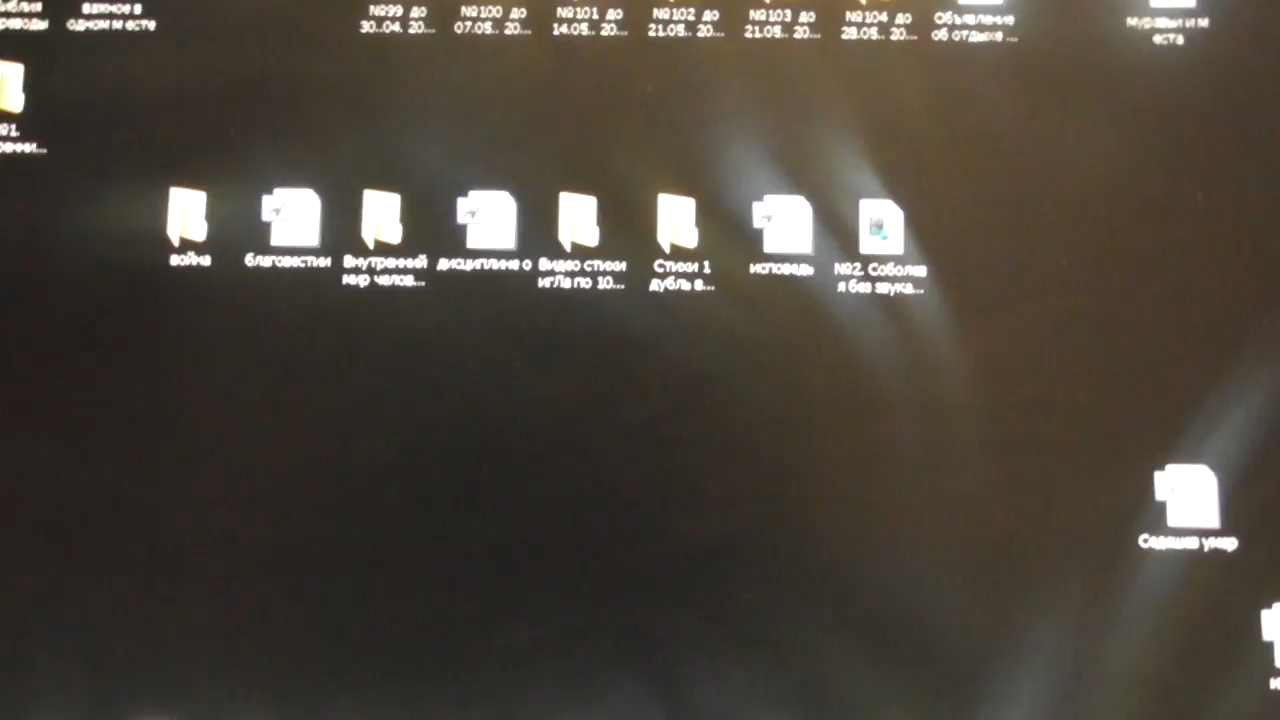 важное в
одном месте
№99 до
30..04. 20...
№100 до
07.05.. 20...
№101 до
14.05.. 20...
№102 до
21.05.. 20...
№103 до
21.05.. 20...
№104 до
28.05.. 20...
Объявление
об отдыхе ...
муравьи и м
еста
война
благовестии
Внутренний
мир челов...
дисциплине о
Видео стихи
игЛа по 10...
Стихи 1
дубль в...
исповедь
№2. Соболев
я без звука...
умер